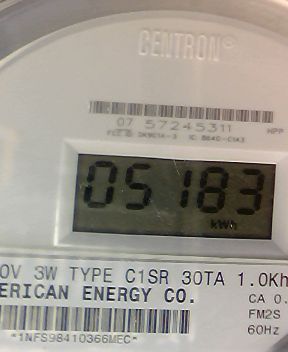 CENTRON®
07 57245311 HPP
05183
kWh
0V 3W TYPE C1SR 30TA 1.0Kh
ERICAN ENERGY CO.
CA 0.
FM2S
60Hz
*1NFS98410366MEC*